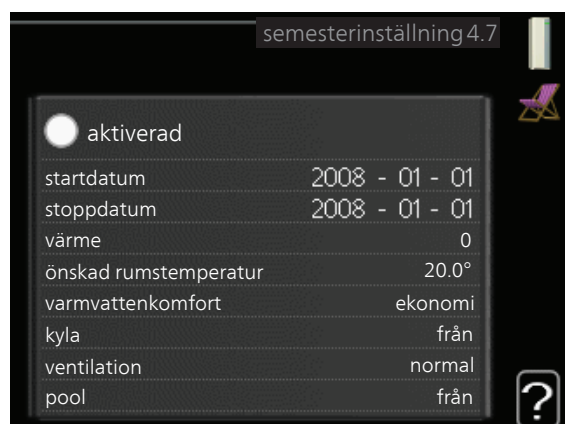 semesterinställning 4.7
aktiverad
startdatum 2008 - 01 - 01
stoppdatum 2008 - 01 - 01
värme 0
önskad rumstemperatur 20.0°
varmvattenkomfort ekonomi
kyla från
ventilation normal
pool från
?